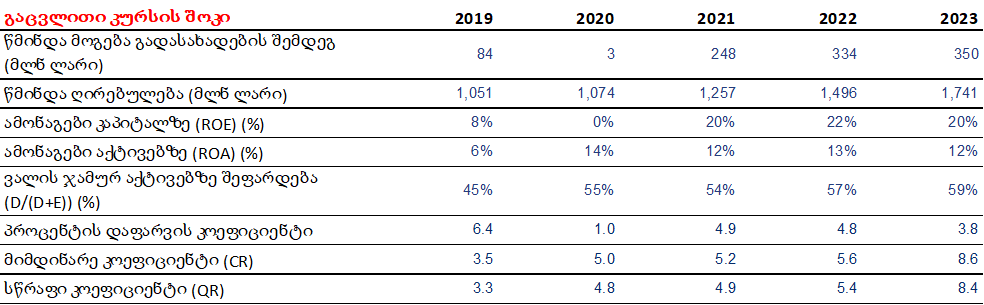 გაცვლითი კურსის შოკი 2019 2020 2021 2022 2023
წმინდა მოგება გადასახადების შემდეგ
(მლნ ლარი) 84 3 248 334 350
წმინდა ღირებულება (მლნ ლარი) 1,051 1,074 1,257 1,496 1,741
ამონაგები კაპიტალზე (ROE) (%) 8% 0% 20% 22% 20%
ამონაგები აქტივებზე (ROA) (%) 6% 14% 12% 13% 12%
ვალის ჯამურ აქტივებზე შეფარდება
(D/(D+E)) (%) 45% 55% 54% 57% 59%
პროცენტის დაფარვის კოეფიციენტი 6.4 1.0 4.9 4.8 3.8
მიმდინარე კოეფიციენტი (CR) 3.5 5.0 5.2 5.6 8.6
სწრაფი კოეფიციენტი (QR) 3.3 4.8 4.9 5.4 8.4